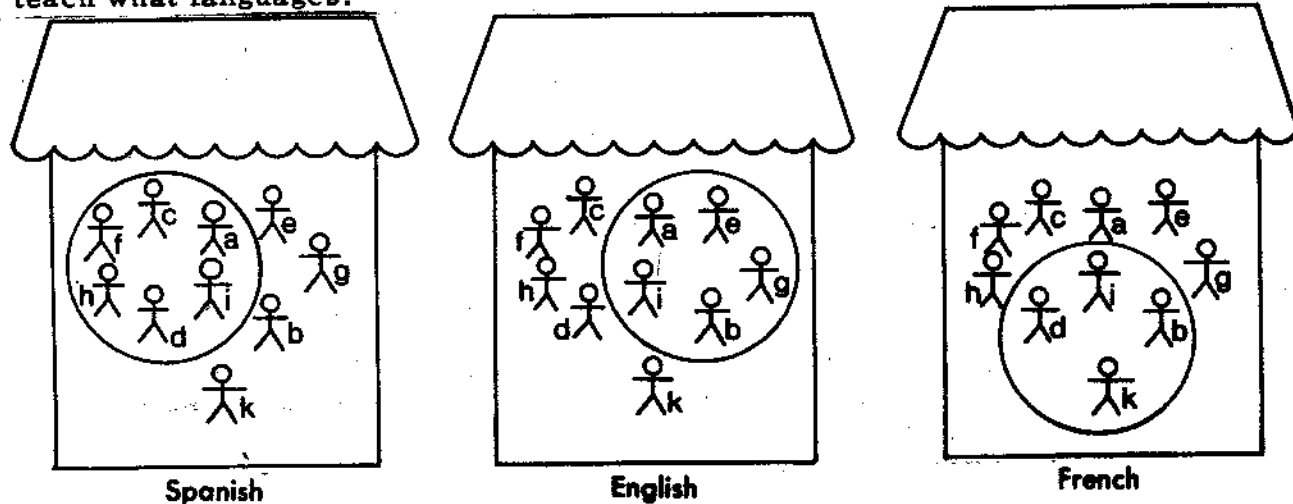 teach what languages.
f c a e h d i g b k
c a e f h d i g b k
f c a e h d i b g k
Spanish English French